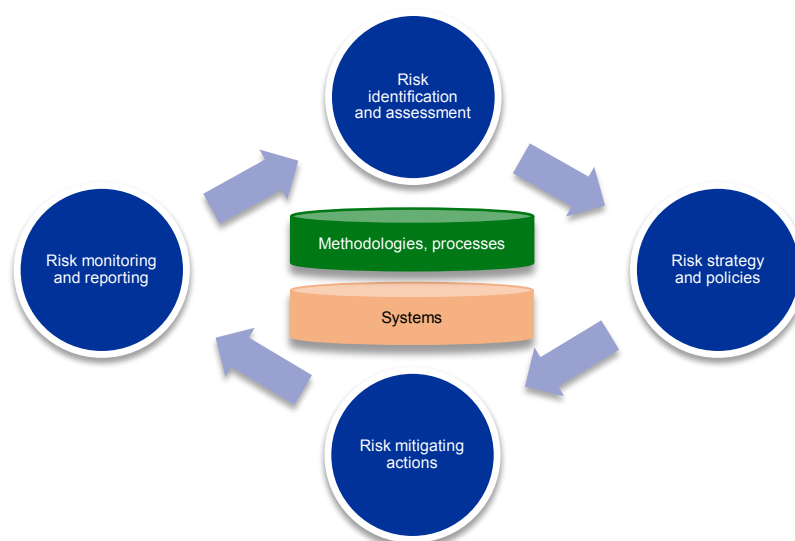 Risk
identification
and assessment
Methodologies, processes
Risk monitoring
and reporting
Risk strategy
and policies
Systems
Risk mitigating
actions